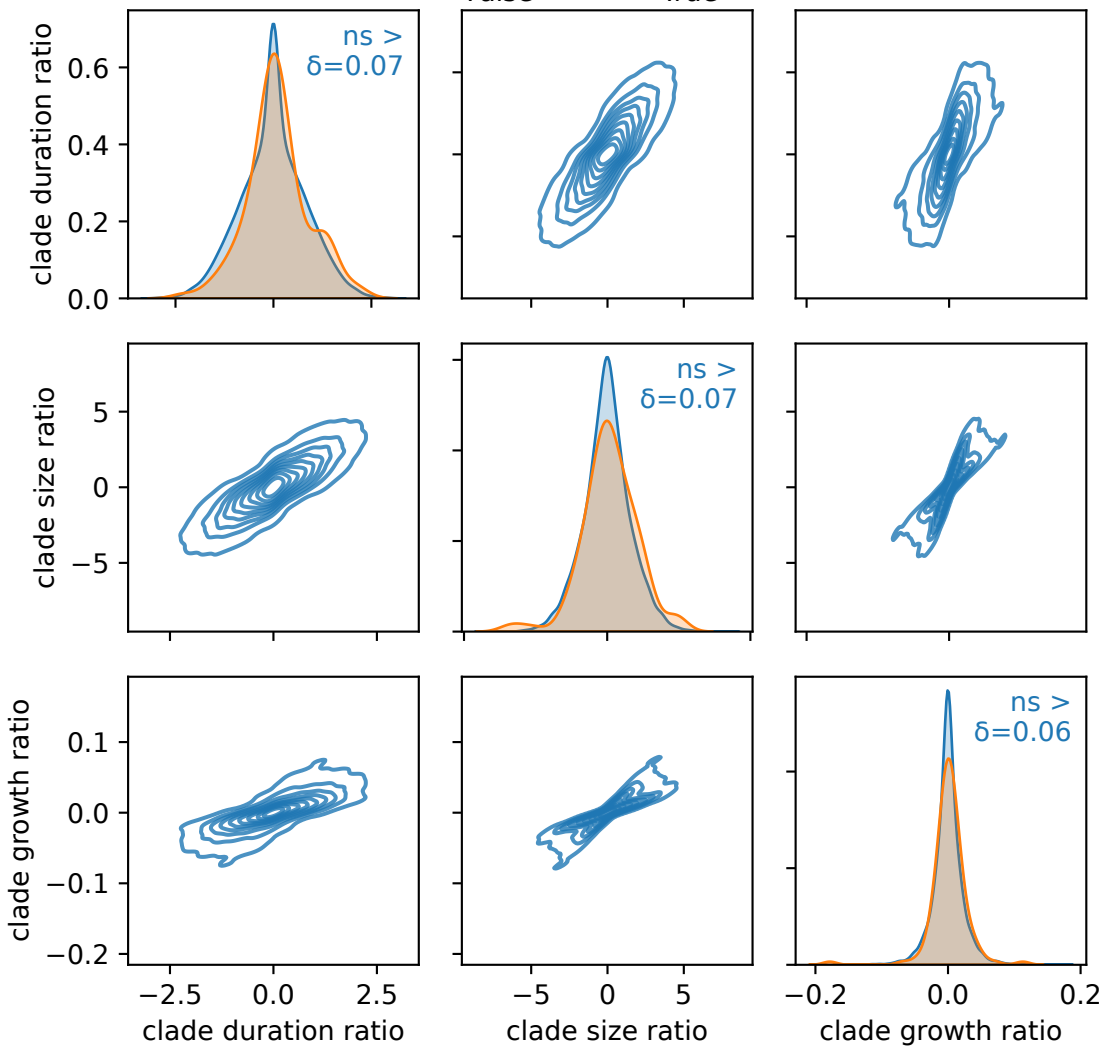 clade duration ratio
0.6
0.4
0.2
0.0
ns >
δ=0.07
clade size ratio
5
0
−5
ns >
δ=0.07
clade growth ratio
0.1
0.0
−0.1
−0.2
ns >
δ=0.06
−2.5 0.0 2.5
−5 0 5
−0.2 0.0 0.2
clade duration ratio
clade size ratio
clade growth ratio